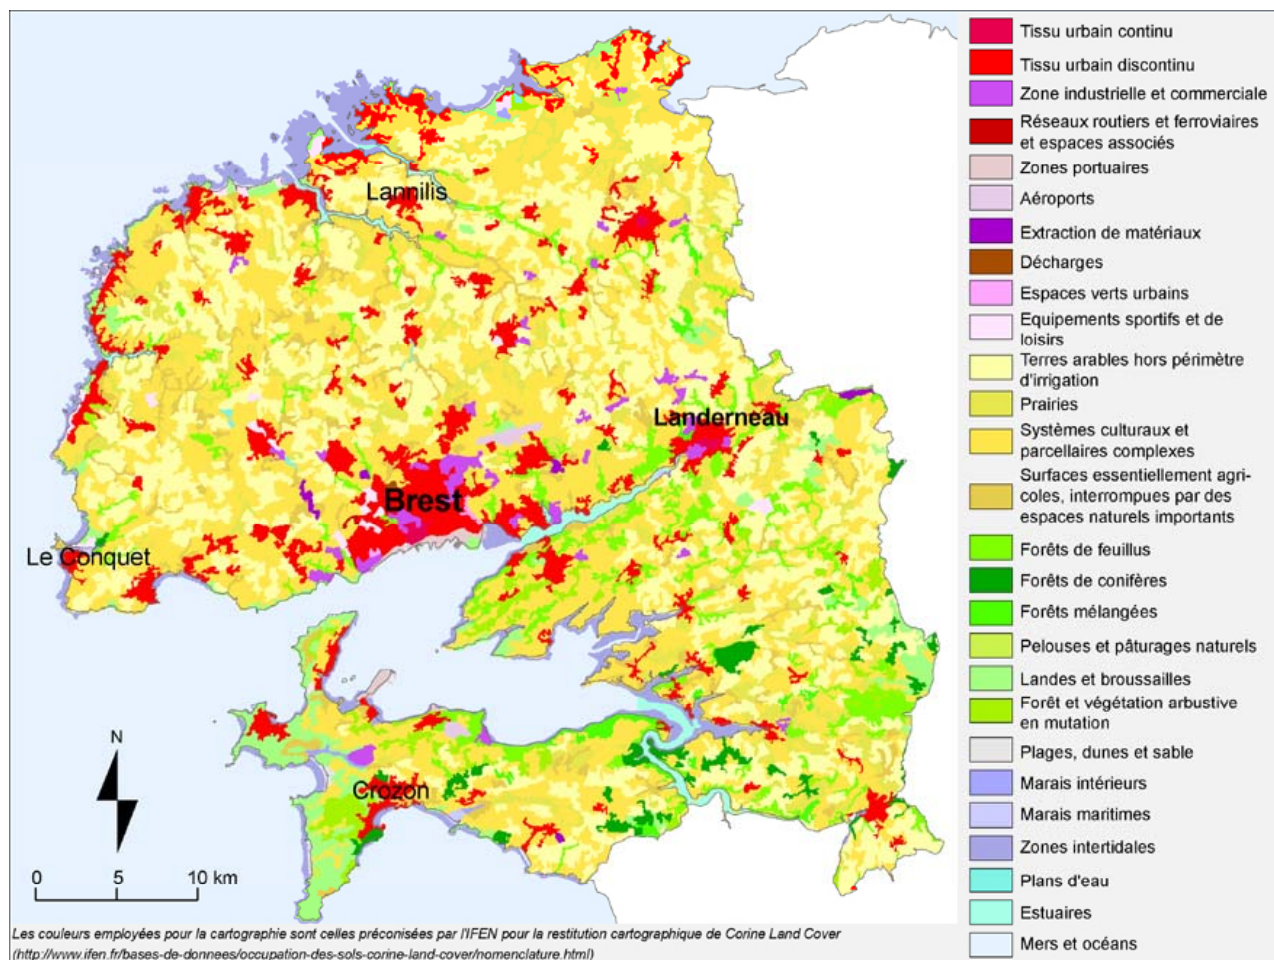 Tissu urbain continu
Tissu urbain discontinu
Zone industrielle et commerciale
Réseaux routiers et ferroviaires
et espaces associés
Zones portuaires
Aéroports
Extraction de matériaux
Décharges
Espaces verts urbains
Equipements sportifs et de
loisirs
Terres arables hors périmètre
d'irrigation
Prairies
Systèmes culturaux et
parcellaires complexes
Surfaces essentiellement agri-
coles, interrompues par des
espaces naturels importants
Forêts de feuillus
Forêts de conifères
Forêts mélangées
Pelouses et pâturages naturels
Landes et broussailles
Forêt et végétation arbustive
en mutation
Plages, dunes et sable
Marais intérieurs
Marais maritimes
Zones intertidales
Plans d'eau
Estuaires
Mers et océans
Lannilis
Landerneau
Brest
Le Conquet
Crozon
N
0 5 10 km
Les couleurs employées pour la cartographie sont celles préconisées par l'IFEN pour la restitution cartographique de Corine Land Cover
(http://www.ifen.fr/bases-de-donnees/occupation-des-sols-corine-land-cover/nomenclature.html)